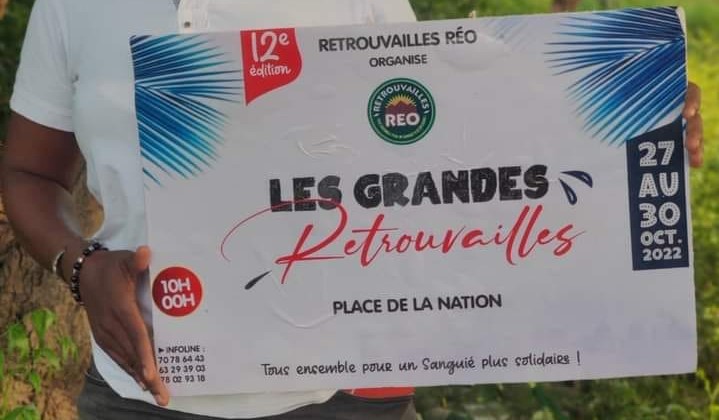 12e
édition
RETROUVAILLES RÉO
ORGANISE
RETROUVAILLES
REO
LES GRANDES
Retrouvailles
27
AU
30
OCT.
2022
10H
00H
PLACE DE LA NATION
INFOLINE :
70 78 64 43
63 29 39 03
78 02 93 18
Tous ensemble pour un Sanguié plus solidaire !